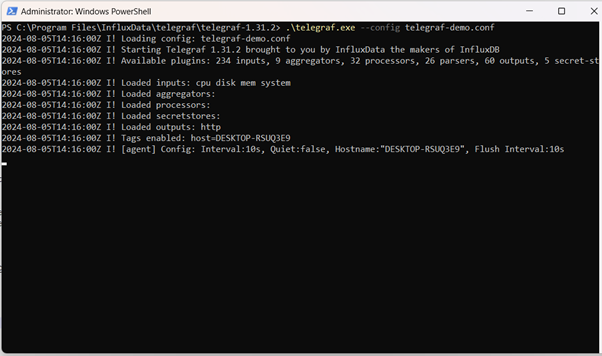 Administrator: Windows PowerShell
PS C:\Program Files\InfluxData\telegraf\telegraf-1.31.2> .\telegraf.exe --config telegraf-demo.conf
2024-08-05T14:16:00Z I! Loading config: telegraf-demo.conf
2024-08-05T14:16:00Z I! Starting Telegraf 1.31.2 brought to you by InfluxData the makers of InfluxDB
2024-08-05T14:16:00Z I! Available plugins: 234 inputs, 9 aggregators, 32 processors, 26 parsers, 60 outputs, 5 secret-st
ores
2024-08-05T14:16:00Z I! Loaded inputs: cpu disk mem system
2024-08-05T14:16:00Z I! Loaded aggregators:
2024-08-05T14:16:00Z I! Loaded processors:
2024-08-05T14:16:00Z I! Loaded secretstores:
2024-08-05T14:16:00Z I! Loaded outputs: http
2024-08-05T14:16:00Z I! Tags enabled: host=DESKTOP-RSUQ3E9
2024-08-05T14:16:00Z I! [agent] Config: Interval:10s, Quiet:false, Hostname:"DESKTOP-RSUQ3E9", Flush Interval:10s